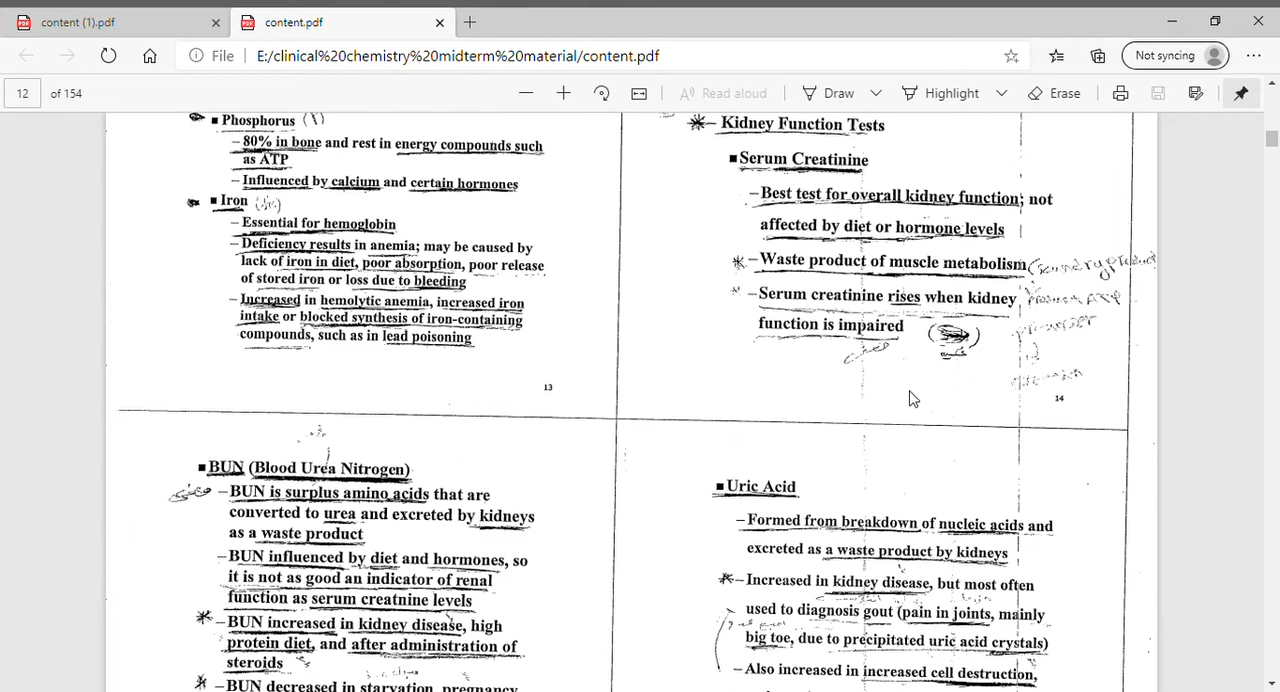 content (1).pdf
content.pdf
File
E:/clinical%20chemistry%20midterm%20material/content.pdf
Not syncing
12 of 154
Read aloud
Draw
Highlight
Erase
Phosphorus
– 80% in bone and rest in energy compounds such
as ATP
– Influenced by calcium and certain hormones
Iron
– Essential for hemoglobin
– Deficiency results in anemia; may be caused by
lack of iron in diet, poor absorption, poor release
of stored iron or loss due to bleeding
– Increased in hemolytic anemia, increased iron
intake or blocked synthesis of iron-containing
compounds, such as in lead poisoning
13
– Kidney Function Tests
Serum Creatinine
– Best test for overall kidney function; not
affected by diet or hormone levels
– Waste product of muscle metabolism
– Serum creatinine rises when kidney
function is impaired
14
BUN (Blood Urea Nitrogen)
– BUN is surplus amino acids that are
converted to urea and excreted by kidneys
as a waste product
– BUN influenced by diet and hormones, so
it is not as good an indicator of renal
function as serum creatnine levels
– BUN increased in kidney disease, high
protein diet, and after administration of
steroids
– BUN decreased in starvation, pregnancy
Uric Acid
– Formed from breakdown of nucleic acids and
excreted as a waste product by kidneys
– Increased in kidney disease, but most often
used to diagnosis gout (pain in joints, mainly
big toe, due to precipitated uric acid crystals)
– Also increased in increased cell destruction,